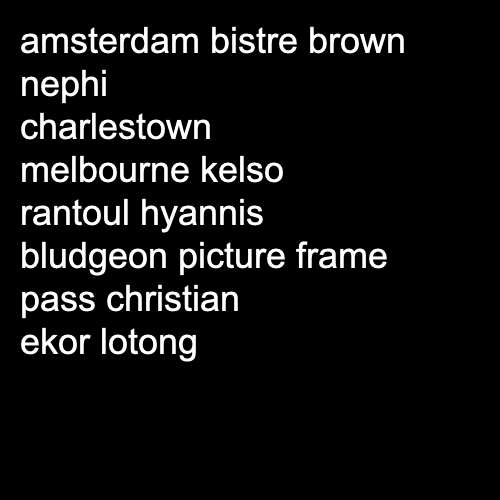 amsterdam bistre brown
nephi
charlestown
melbourne kelso
rantoul hyannis
bludgeon picture frame
pass christian
ekor lotong